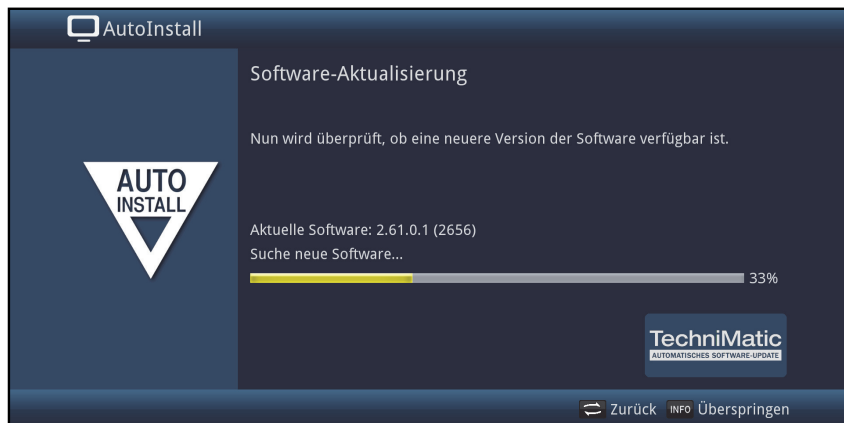 AutoInstall
Software-Aktualisierung
Nun wird überprüft, ob eine neuere Version der Software verfügbar ist.
AUTO
INSTALL
Aktuelle Software: 2.61.0.1 (2656)
Suche neue Software...
33%
TechniMatic
AUTOMATISCHES SOFTWARE-UPDATE
Zurück INFO Überspringen